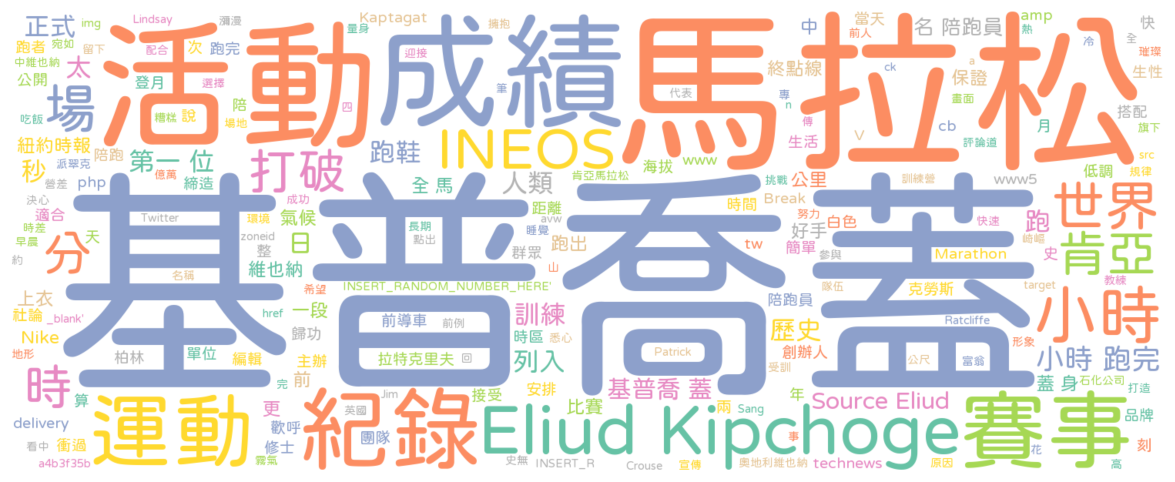 正式
img
Lindsay
瀰漫
活動
成績
馬拉松
量身
Kaptagat
擁抱
中
當天
名 陪跑員
amp
熱
快
跑者
宛如
留下
配合
次
跑完
迎接
前人
冷
全
中維也納
公開
太
登月
選擇
終點線
保證
a
璀璨
生性
場
糟糕
說
陪
四
筆
代表
ck
畫面
搭配
吃飯
場地
專
n
傳
V
cb
月
旗下
紐約時報
陪跑
第一 位
打破
跑鞋
INEOS
生活
評論道
秒
派翠克
億萬
海拔
www
低調
src
規律
營差
php
締造
成功
全 馬
人類
肯亞馬拉松
挑戰
公里
訓練營
www5
世界
決心
適合
Twitter
環境
氣候
長期
睡覺
avw
距離
時間
Break
努力
白色
快速
崎嶇
跑
時差
早晨
天
zoneid
日
點出
群眾
跑出
tw
好手
簡單
參與
Marathon
史
肯亞
約
分
名稱
整
維也納
山
教練
基普喬蓋
上衣
希望
INSERT_RANDOM_NUMBER_HERE'
陪跑員
克勞斯
隊伍
target
小時
社論
_blank'
href
一段
前導車
前例
訓練
時區
悉心
歷史
Ratcliffe
形象
Nike
歸功
地形
柏林
單位
編輯
主辦
拉特克里夫
回
列入
Patrick
創辦人
公尺
富翁
小時 跑完
時
算
完
前
Jim
接受
安排
基普喬 蓋
受訓
年
蓋 身
石化公司
打造
運動
更
英國
紀錄
比賽
兩
Sang
Source Eliud
賽事
品牌
delivery
歡呼
團隊
Eliud Kipchoge
事
看中
衝過
修士
花
刻
a4b3f35b
霧氣
史無
INSERT_R
Crouse
宣傳
奧地利維也納
technews
原因
高